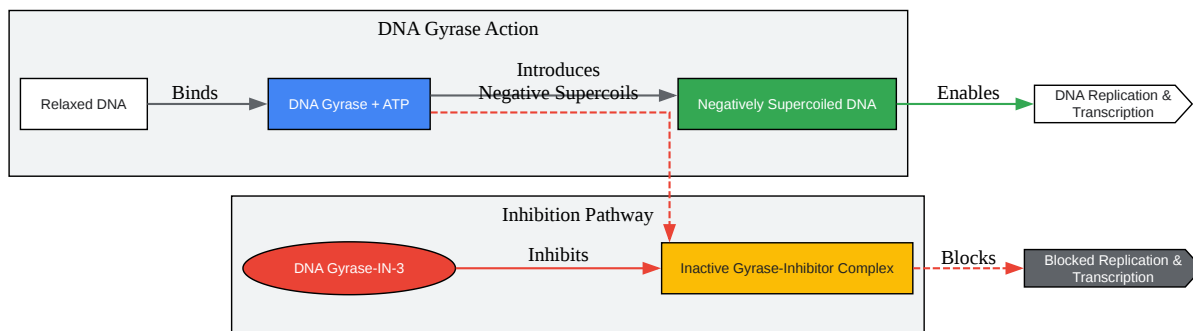 DNA Gyrase Action
Relaxed DNA
Binds
DNA Gyrase + ATP
Introduces
Negative Supercoils
Negatively Supercoiled DNA
Enables
DNA Replication &
Transcription
Inhibition Pathway
DNA Gyrase-IN-3
Inhibits
Inactive Gyrase-Inhibitor Complex
Blocks
Blocked Replication &
Transcription